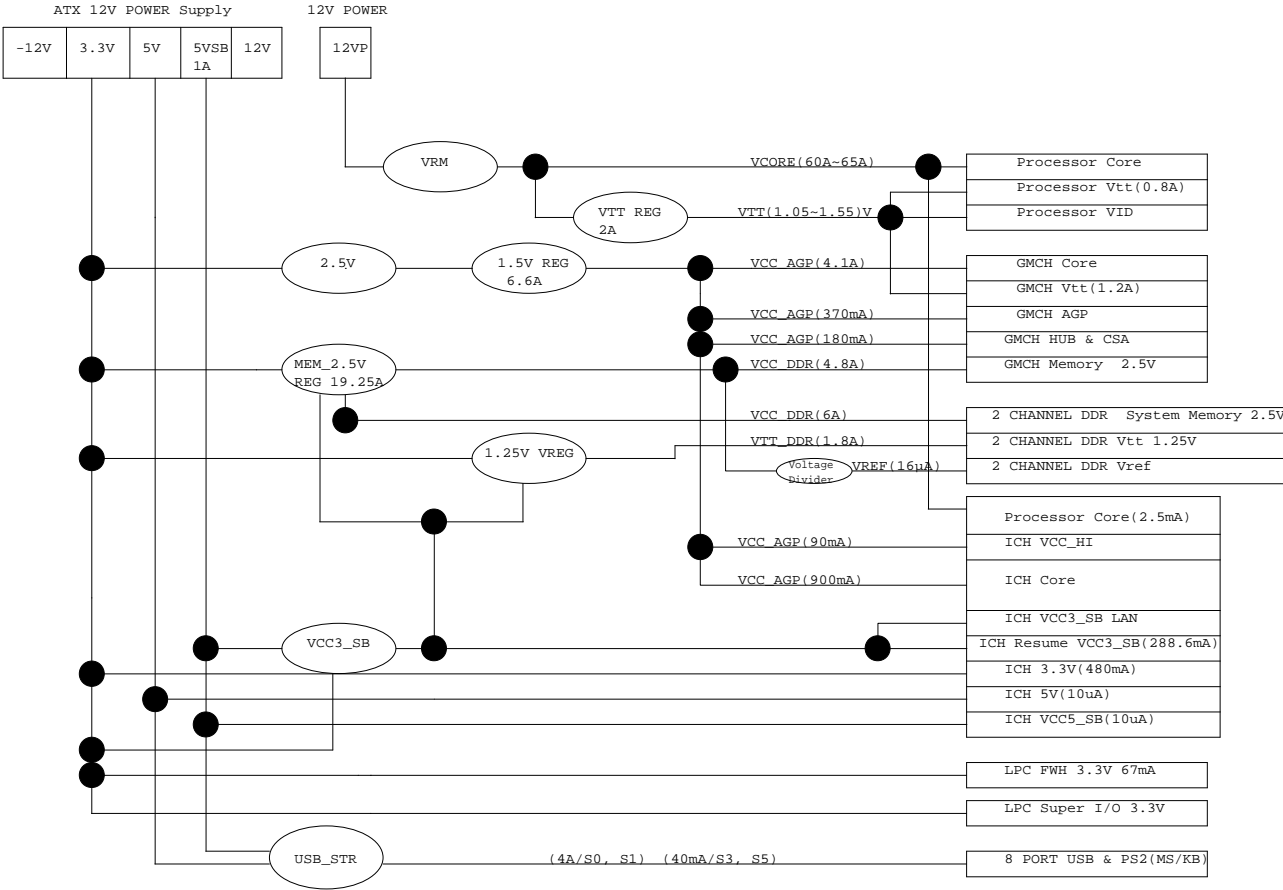 ATX 12V POWER Supply
12V POWER
-12V
3.3V
5V
5VSB
1A
12V
12VP
VRM
VCORE(60A~65A)
Processor Core
Processor Vtt(0.8A)
VTT REG
2A
VTT(1.05~1.55)V
Processor VID
2.5V
1.5V REG
6.6A
VCC_AGP(4.1A)
GMCH Core
GMCH Vtt(1.2A)
VCC_AGP(370mA)
GMCH AGP
VCC_AGP(180mA)
GMCH HUB & CSA
MEM_2.5V
REG 19.25A
VCC_DDR(4.8A)
GMCH Memory 2.5V
VCC_DDR(6A)
2 CHANNEL DDR System Memory 2.5V
1.25V VREG
VTT_DDR(1.8A)
2 CHANNEL DDR Vtt 1.25V
Voltage
Divider
VREF(16μA)
2 CHANNEL DDR Vref
Processor Core(2.5mA)
VCC_AGP(90mA)
ICH VCC_HI
VCC_AGP(900mA)
ICH Core
ICH VCC3_SB LAN
VCC3_SB
ICH Resume VCC3_SB(288.6mA)
ICH 3.3V(480mA)
ICH 5V(10uA)
ICH VCC5_SB(10uA)
LPC FWH 3.3V 67mA
LPC Super I/O 3.3V
USB_STR
(4A/S0, S1) (40mA/S3, S5)
8 PORT USB & PS2(MS/KB)